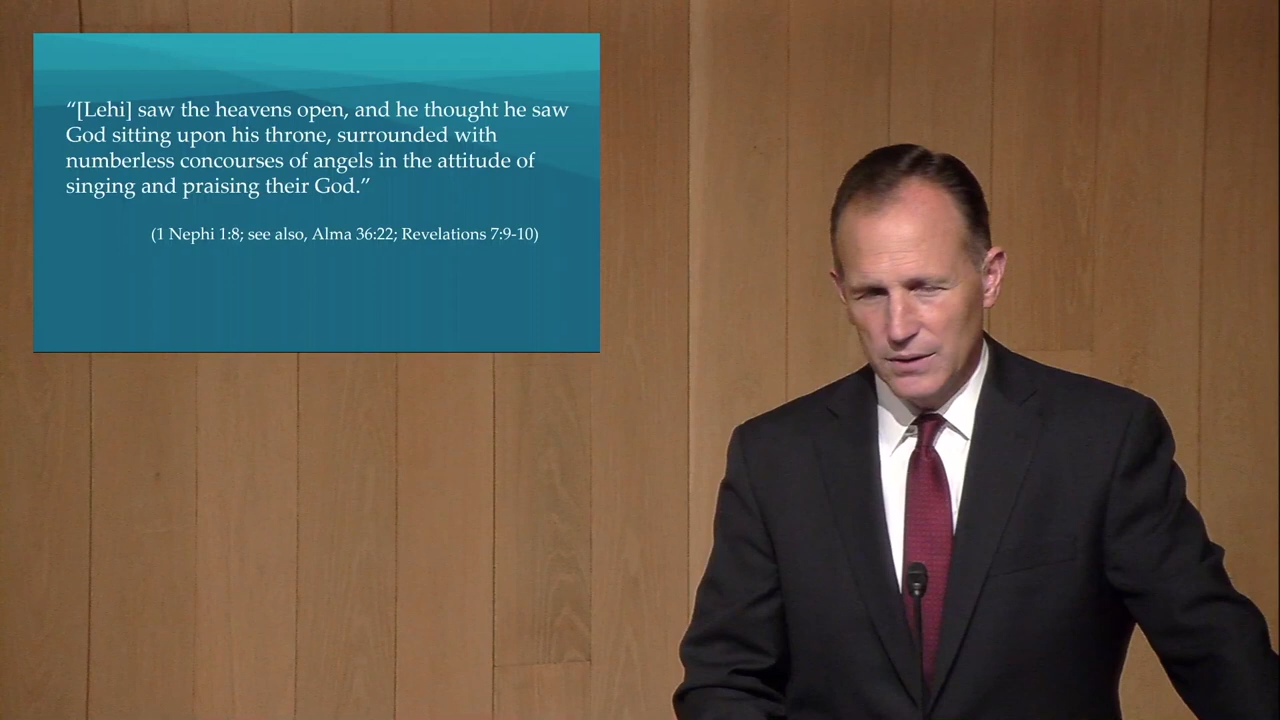 “[Lehi] saw the heavens open, and he thought he saw
God sitting upon his throne, surrounded with
numberless concourses of angels in the attitude of
singing and praising their God.”
(1 Nephi 1:8; see also, Alma 36:22; Revelations 7:9-10)